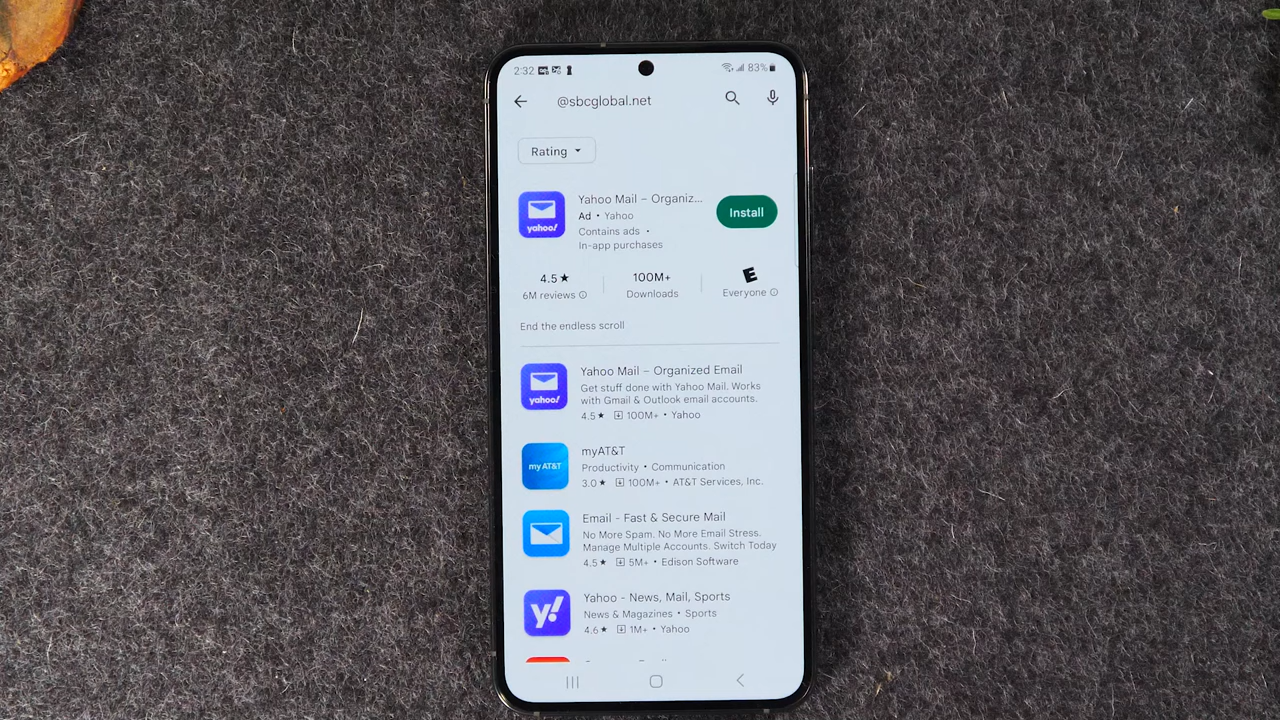 2:32
83%
@sbcglobal.net
Rating
yahoo!
Yahoo Mail – Organiz...
Ad • Yahoo
Contains ads •
In-app purchases
Install
4.5★
6M reviews
100M+
Downloads
E
Everyone
End the endless scroll
yahoo!
Yahoo Mail – Organized Email
Get stuff done with Yahoo Mail. Works
with Gmail & Outlook email accounts.
4.5★ 100M+ • Yahoo
my AT&T
myAT&T
Productivity • Communication
3.0★ 100M+ • AT&T Services, Inc.
Email - Fast & Secure Mail
No More Spam. No More Email Stress.
Manage Multiple Accounts. Switch Today
4.5★ 5M+ • Edison Software
y!
Yahoo - News, Mail, Sports
News & Magazines • Sports
4.6★ 1M+ • Yahoo